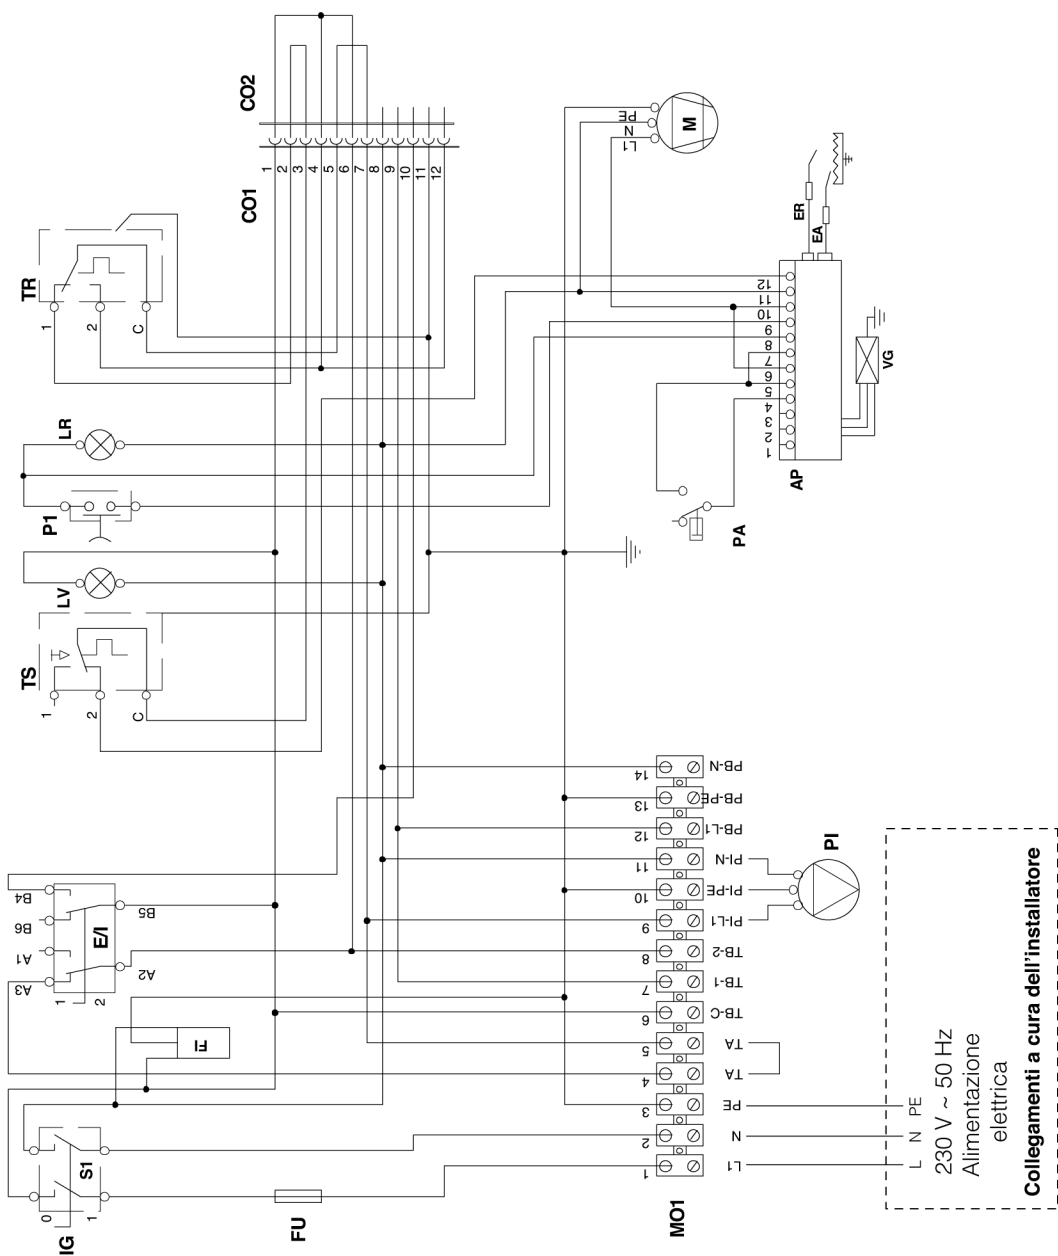 CO2
CO1
1
2
3
4
5
6
7
8
9
10
11
12
TR
1
2
C
L1
N
PE
M
ER
EA
12
11
10
9
8
7
6
5
4
3
2
1
AP
VG
LR
P1
PA
LV
TS
1
2
C
B4
B6
A1
A3
E/I
B5
A2
1
2
FI
14
13
12
11
10
9
8
7
6
5
4
3
2
1
PB-N
PB-PE
PB-L1
PI-N
PI-PE
PI-L1
TB-2
TB-1
TB-C
TA
TA
PE
N
L1
PI
0
1
S1
IG
FU
MO1
L N PE
230 V ~ 50 Hz
Alimentazione
elettrica
Collegamenti a cura dell'installatore